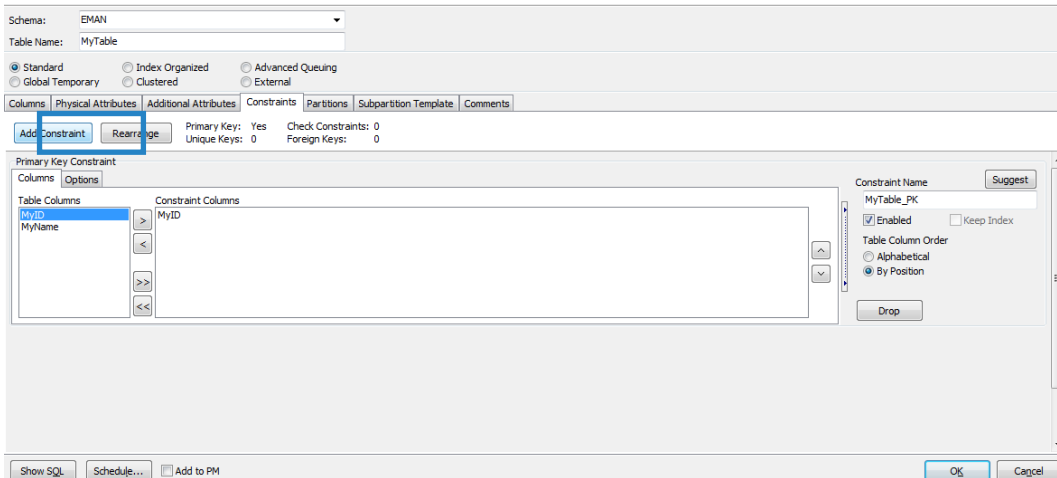 Schema: EMAN
Table Name: MyTable
Standard Index Organized Advanced Queuing
Global Temporary Clustered External
Columns Physical Attributes Additional Attributes Constraints Partitions Subpartition Template Comments
Add Constraint Rearrange Primary Key: Yes Check Constraints: 0
Unique Keys: 0 Foreign Keys: 0
Primary Key Constraint
Columns Options
Constraint Name Suggest
Table Columns Constraint Columns
MyTable_PK
MyID > MyID
MyName
Enabled Keep Index
<
Table Column Order
Alphabetical
By Position
>>
<<
Drop
Show SQL Schedule... Add to PM OK Cancel